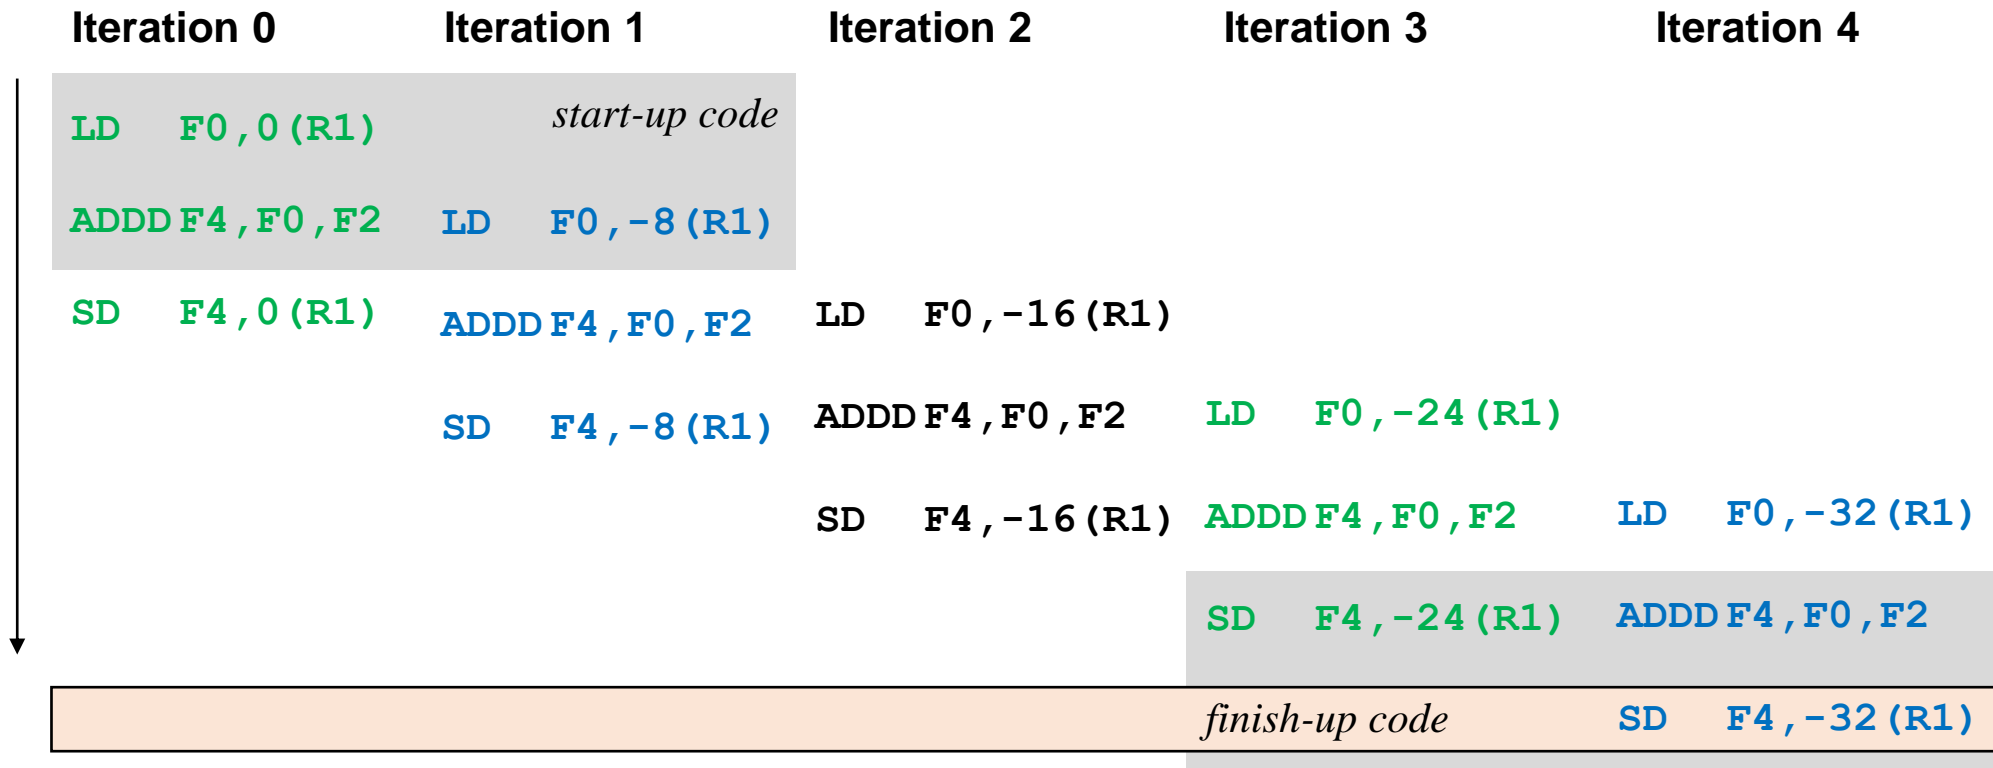 Iteration 0 Iteration 1 Iteration 2 Iteration 3 Iteration 4
start-up code
LD F0,0(R1)
ADDD F4,F0,F2 LD F0,-8(R1)
SD F4,0(R1) ADDD F4,F0,F2 LD F0,-16(R1)
SD F4,-8(R1) ADDD F4,F0,F2 LD F0,-24(R1)
SD F4,-16(R1) ADDD F4,F0,F2 LD F0,-32(R1)
SD F4,-24(R1) ADDD F4,F0,F2
finish-up code SD F4,-32(R1)